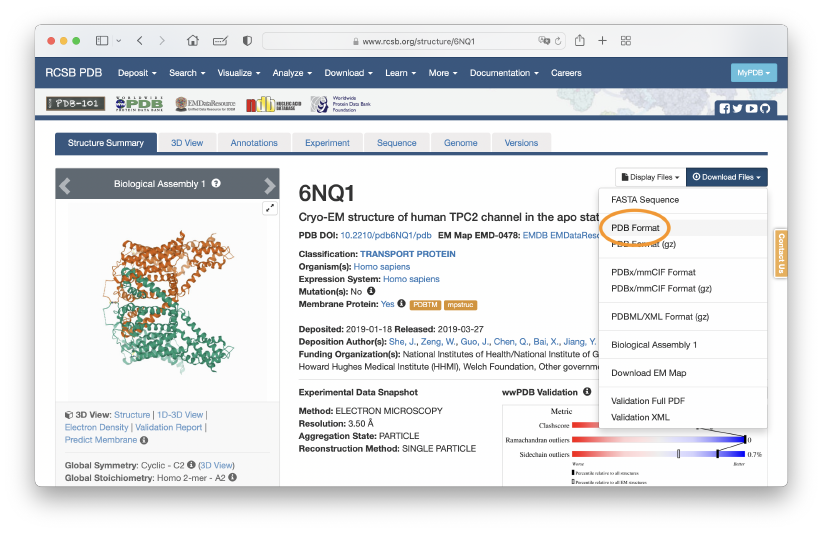 www.rcsb.org/structure/6NQ1
RCSB PDB Deposit Search Visualize Analyze Download Learn More Documentation Careers MyPDB
PDB-101 WORLDWIDE PDB PROTEIN DATA BANK EMDataResource NUCLEIC ACID DATABASE Worldwide Protein Data Bank Foundation
Structure Summary 3D View Annotations Experiment Sequence Genome Versions
Display Files Download Files
Biological Assembly 1
6NQ1
FASTA Sequence
Cryo-EM structure of human TPC2 channel in the apo stat
PDB Format
PDB DOI: 10.2210/pdb6NQ1/pdb EM Map EMD-0478: EMDB EMDataReso
PDB Format (gz)
Classification: TRANSPORT PROTEIN
Organism(s): Homo sapiens
PDBx/mmCIF Format
Expression System: Homo sapiens
PDBx/mmCIF Format (gz)
Mutation(s): No
Membrane Protein: Yes PDBTM mpstruc
PDBML/XML Format (gz)
Deposited: 2019-01-18 Released: 2019-03-27
Deposition Author(s): She, J., Zeng, W., Guo, J., Chen, Q., Bai, X., Jiang, Y.
Biological Assembly 1
Funding Organization(s): National Institutes of Health/National Institute of G
Howard Hughes Medical Institute (HHMI), Welch Foundation, Other governm
Download EM Map
Contact Us
Experimental Data Snapshot
wwPDB Validation
Validation Full PDF
Validation XML
Method: ELECTRON MICROSCOPY
Resolution: 3.50 Å
Aggregation State: PARTICLE
Reconstruction Method: SINGLE PARTICLE
Metric
Clashscore
Ramachandran outliers 0
Sidechain outliers 0.7%
Worse Better
Percentile relative to all structures
Percentile relative to all EM structures
3D View: Structure | 1D-3D View |
Electron Density | Validation Report |
Predict Membrane
Global Symmetry: Cyclic - C2 (3D View)
Global Stoichiometry: Homo 2-mer - A2